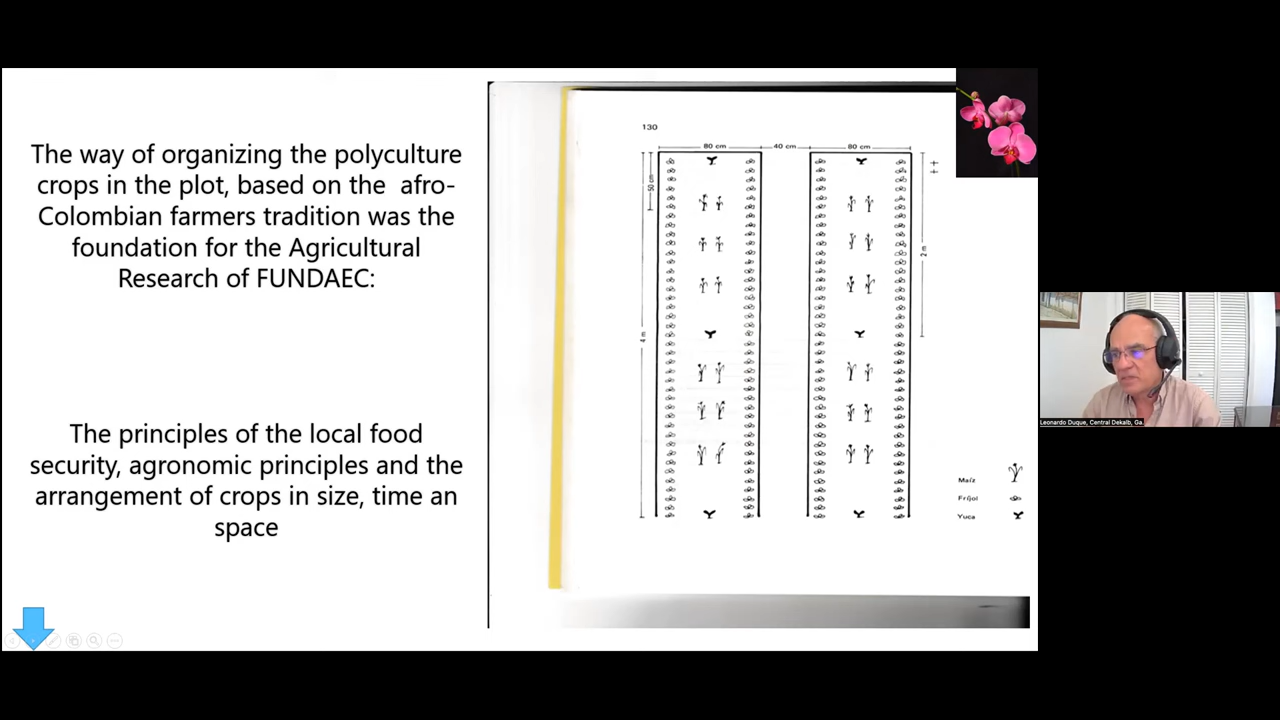 The way of organizing the polyculture
crops in the plot, based on the afro-
Colombian farmers tradition was the
foundation for the Agricultural
Research of FUNDAEC:
The principles of the local food
security, agronomic principles and the
arrangement of crops in size, time an
space
130
80 cm
40 cm
80 cm
50 cm
2 m
4 m
Maíz
Fríjol
Yuca
Leonardo Duque, Central Dekalb, Ga.